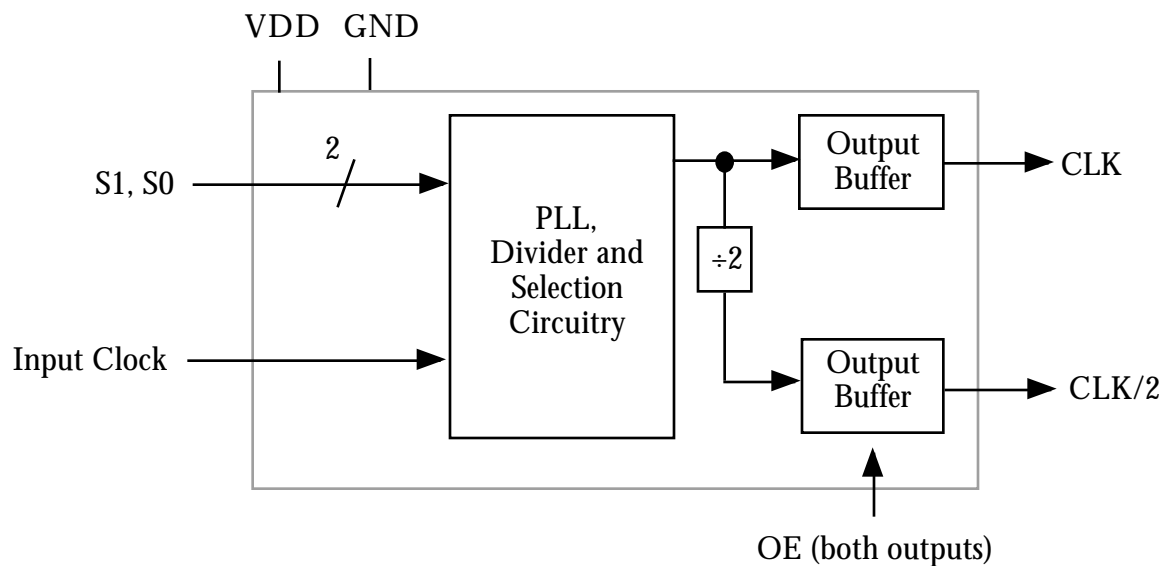 VDD GND
2
S1, S0
Input Clock
PLL,
Divider and
Selection
Circuitry
÷2
Output
Buffer
CLK
Output
Buffer
CLK/2
OE (both outputs)